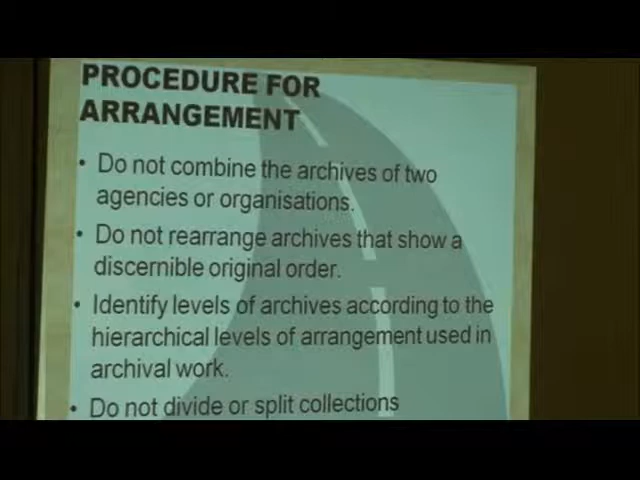 PROCEDURE FOR
ARRANGEMENT
• Do not combine the archives of two
agencies or organisations.
• Do not rearrange archives that show a
discernible original order.
• Identify levels of archives according to the
hierarchical levels of arrangement used in
archival work.
• Do not divide or split collections